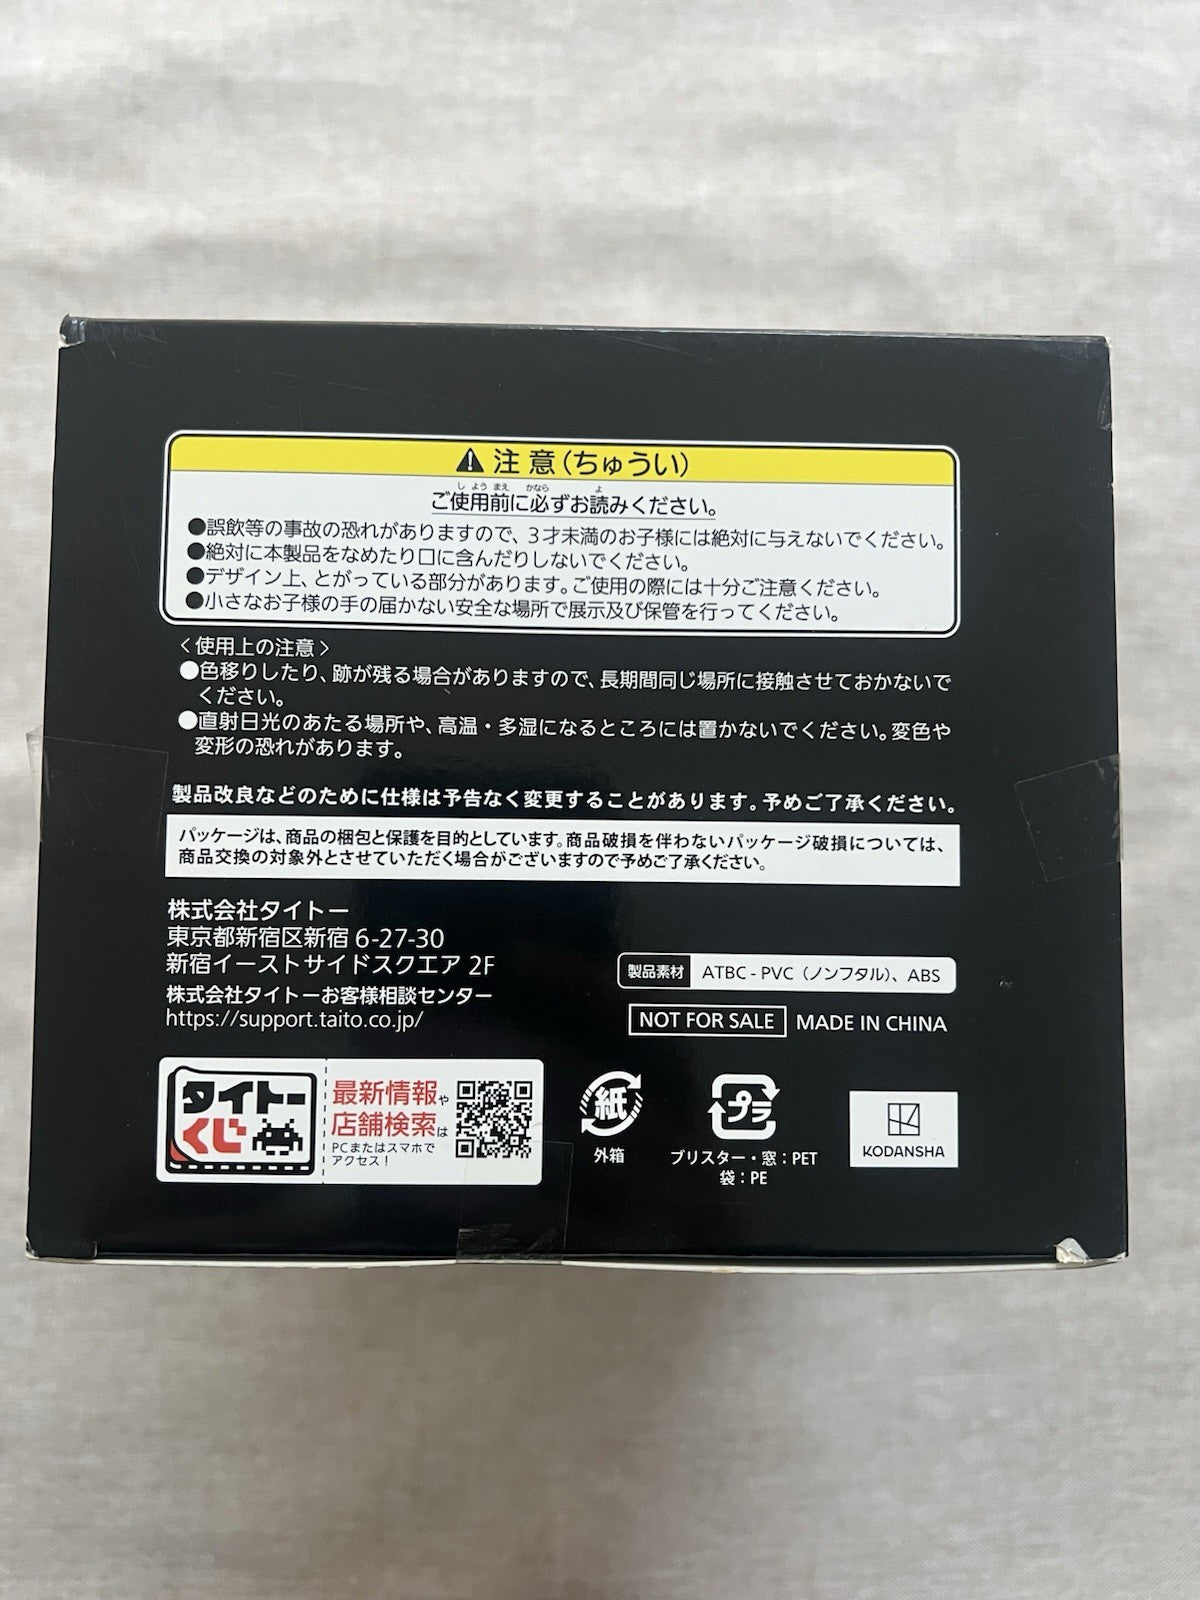 ⚠注意(ちゅうい)
ご使用前に必ずお読みください。
●誤飲等の事故の恐れがありますので、3才未満のお子様には絶対に与えないでください。
●絶対に本製品をなめたり口に含んだりしないでください。
●デザイン上、とがっている部分があります。ご使用の際には十分ご注意ください。
●小さなお子様の手の届かない安全な場所で展示及び保管を行ってください。
<使用上の注意>
●色移りしたり、跡が残る場合がありますので、長期間同じ場所に接触させておかないで
ください。
●直射日光のあたる場所や、高温・多湿になるところには置かないでください。変色や
変形の恐れがあります。
製品改良などのために仕様は予告なく変更することがあります。予めご了承ください。
パッケージは、商品の梱包と保護を目的としています。商品破損を伴わないパッケージ破損については、
商品交換の対象外とさせていただく場合がございますので予めご了承ください。
株式会社タイトー
東京都新宿区新宿 6-27-30
新宿イーストサイドスクエア 2F
株式会社タイトーお客様相談センター
https://support.taito.co.jp/
製品素材 ATBC-PVC(ノンフタル)、ABS
NOT FOR SALE MADE IN CHINA
タイトー
くじ
最新情報や
店舗検索は
PCまたはスマホで
アクセス!
紙
外箱
プラ
ブリスター・窓:PET
袋:PE
KODANSHA